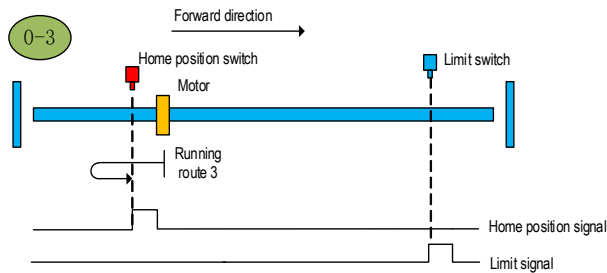 Forward direction
0-3
Home position switch
Limit switch
Motor
Running
route 3
Home position signal
Limit signal